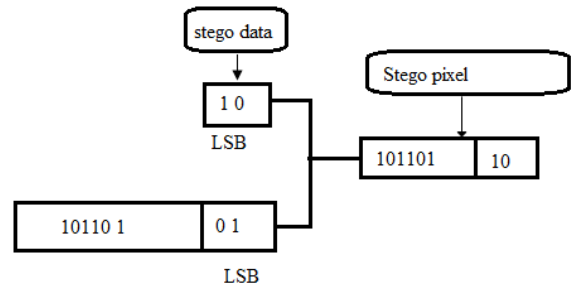 stego data
Stego pixel
1 0
LSB
101101 10
10110 1 0 1
LSB